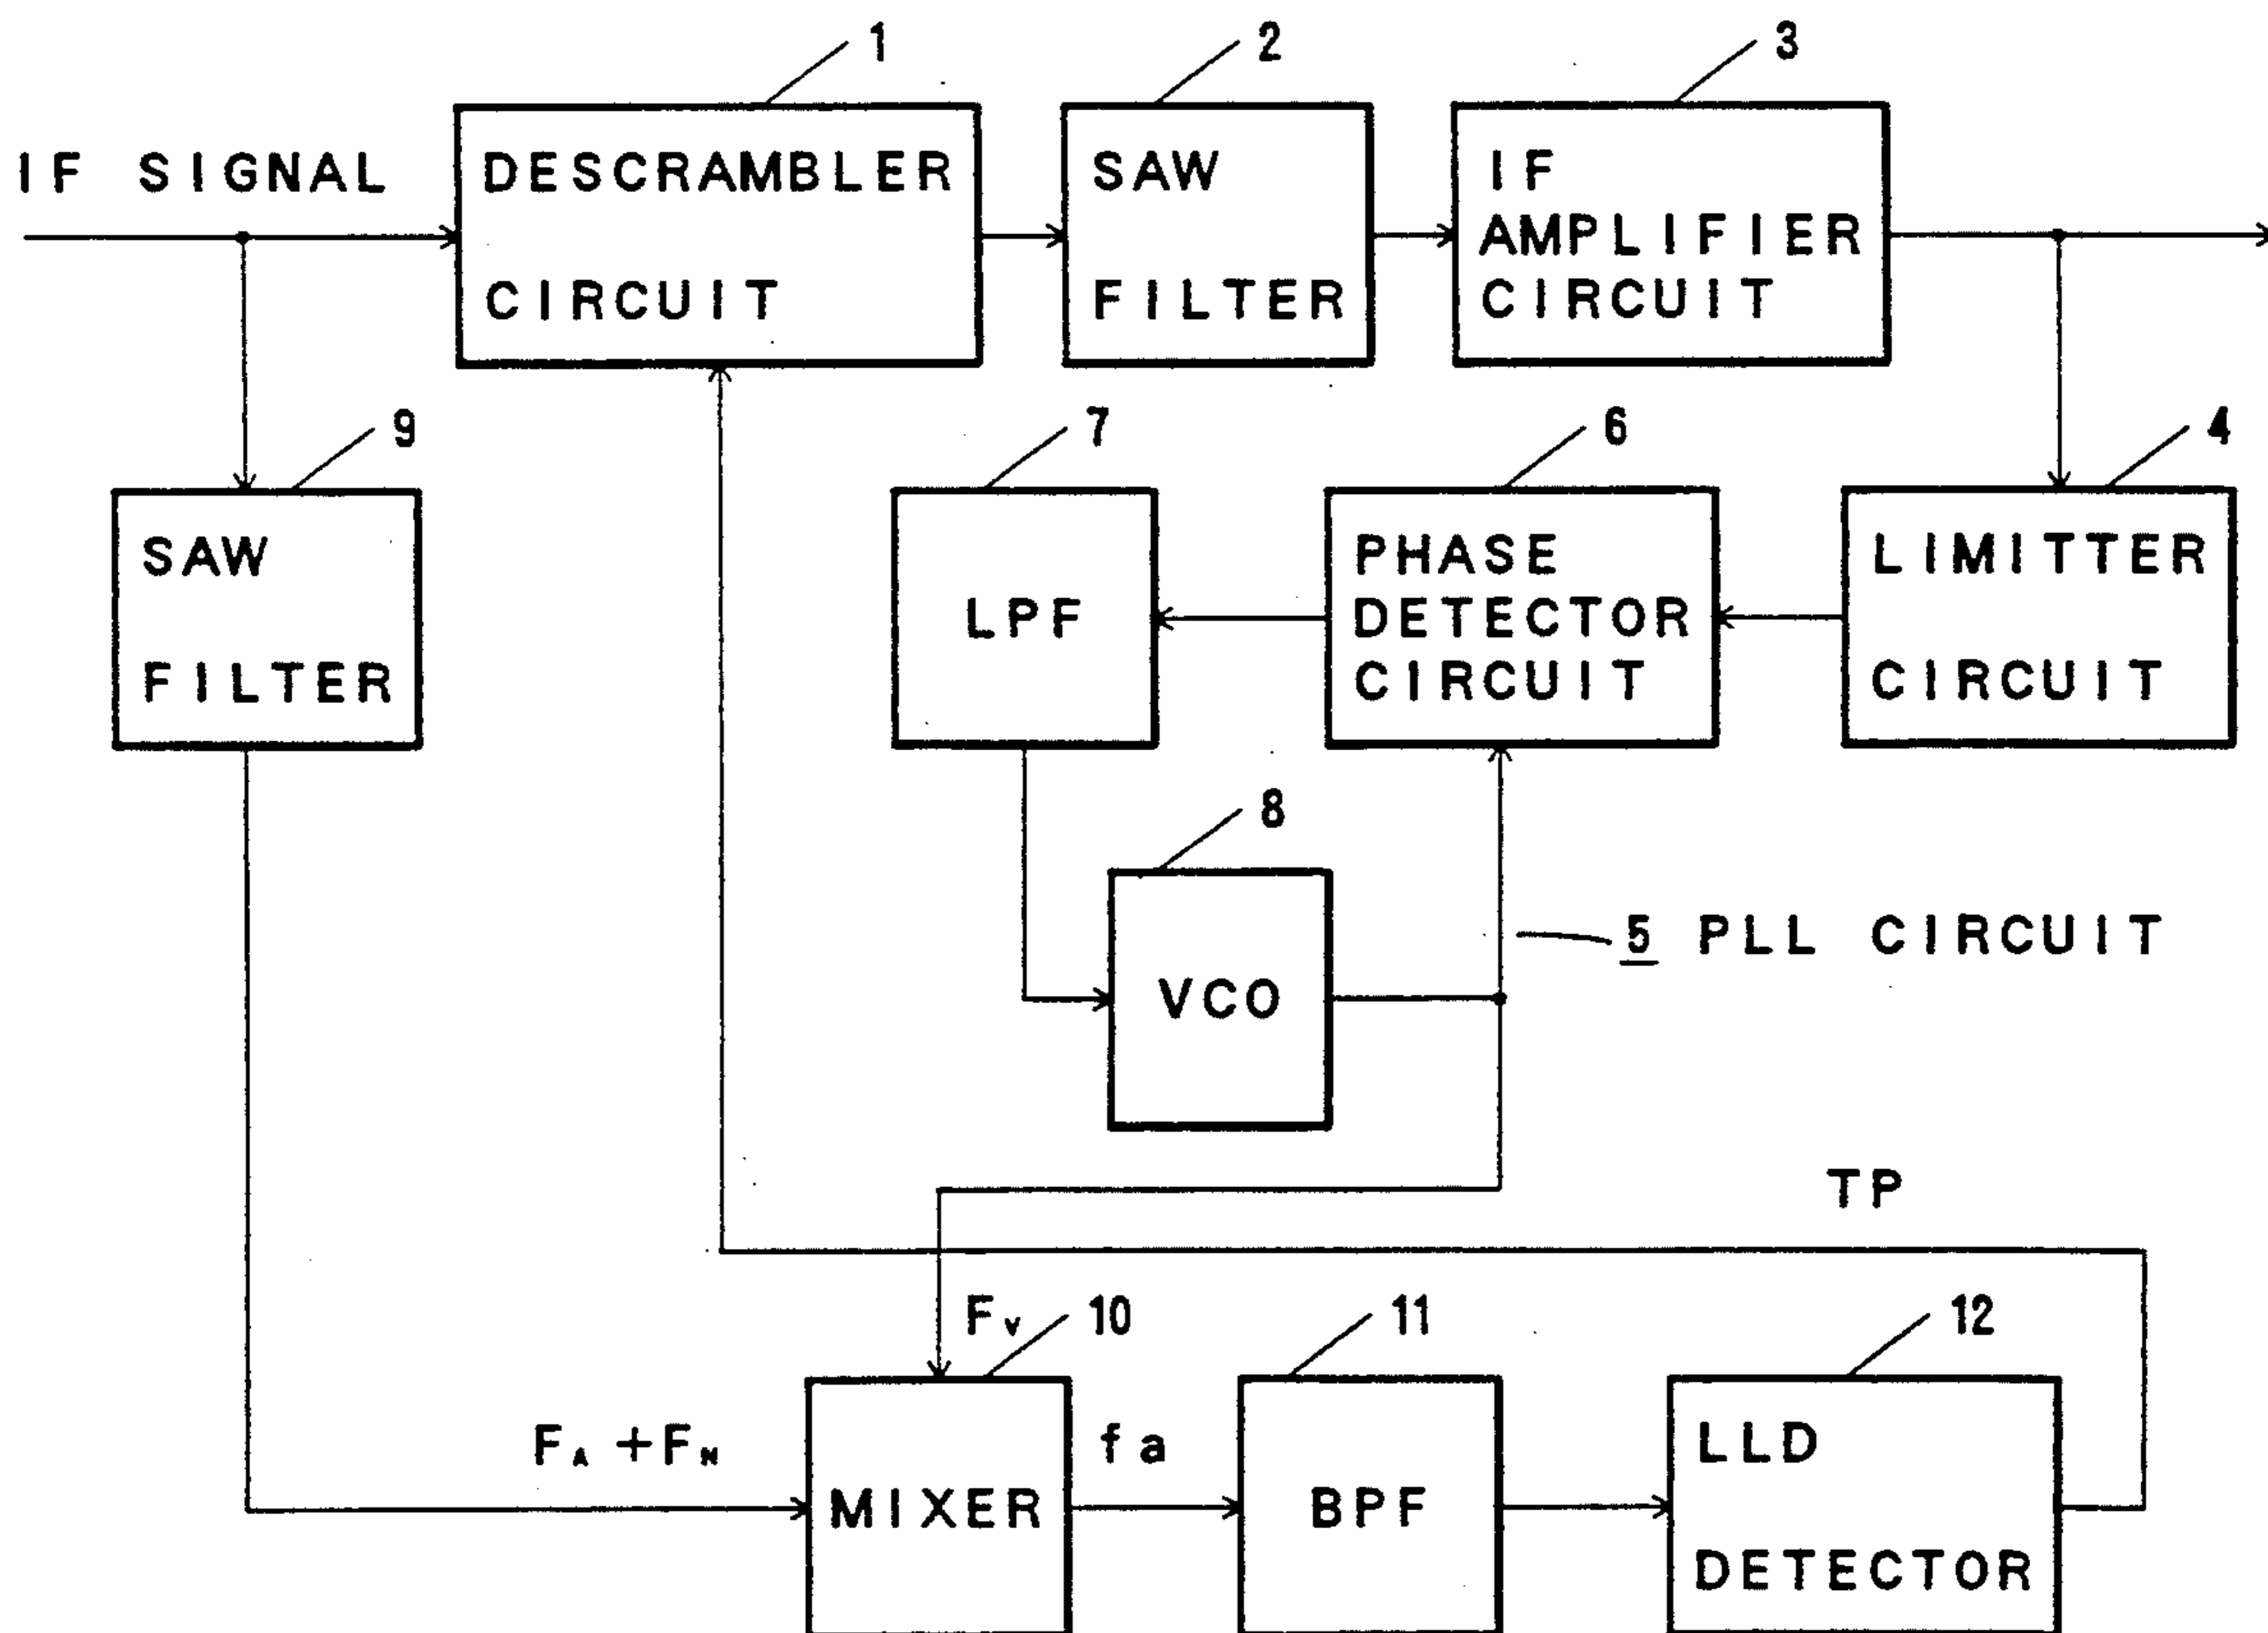 1
2
3
IF SIGNAL
DESCRAMBLER
CIRCUIT
SAW
FILTER
IF
AMPLIFIER
CIRCUIT
9
7
6
4
SAW
FILTER
LPF
PHASE
DETECTOR
CIRCUIT
LIMITTER
CIRCUIT
8
VCO
5 PLL CIRCUIT
TP
Fv
10
11
12
FA +FN
MIXER
fa
BPF
LLD
DETECTOR